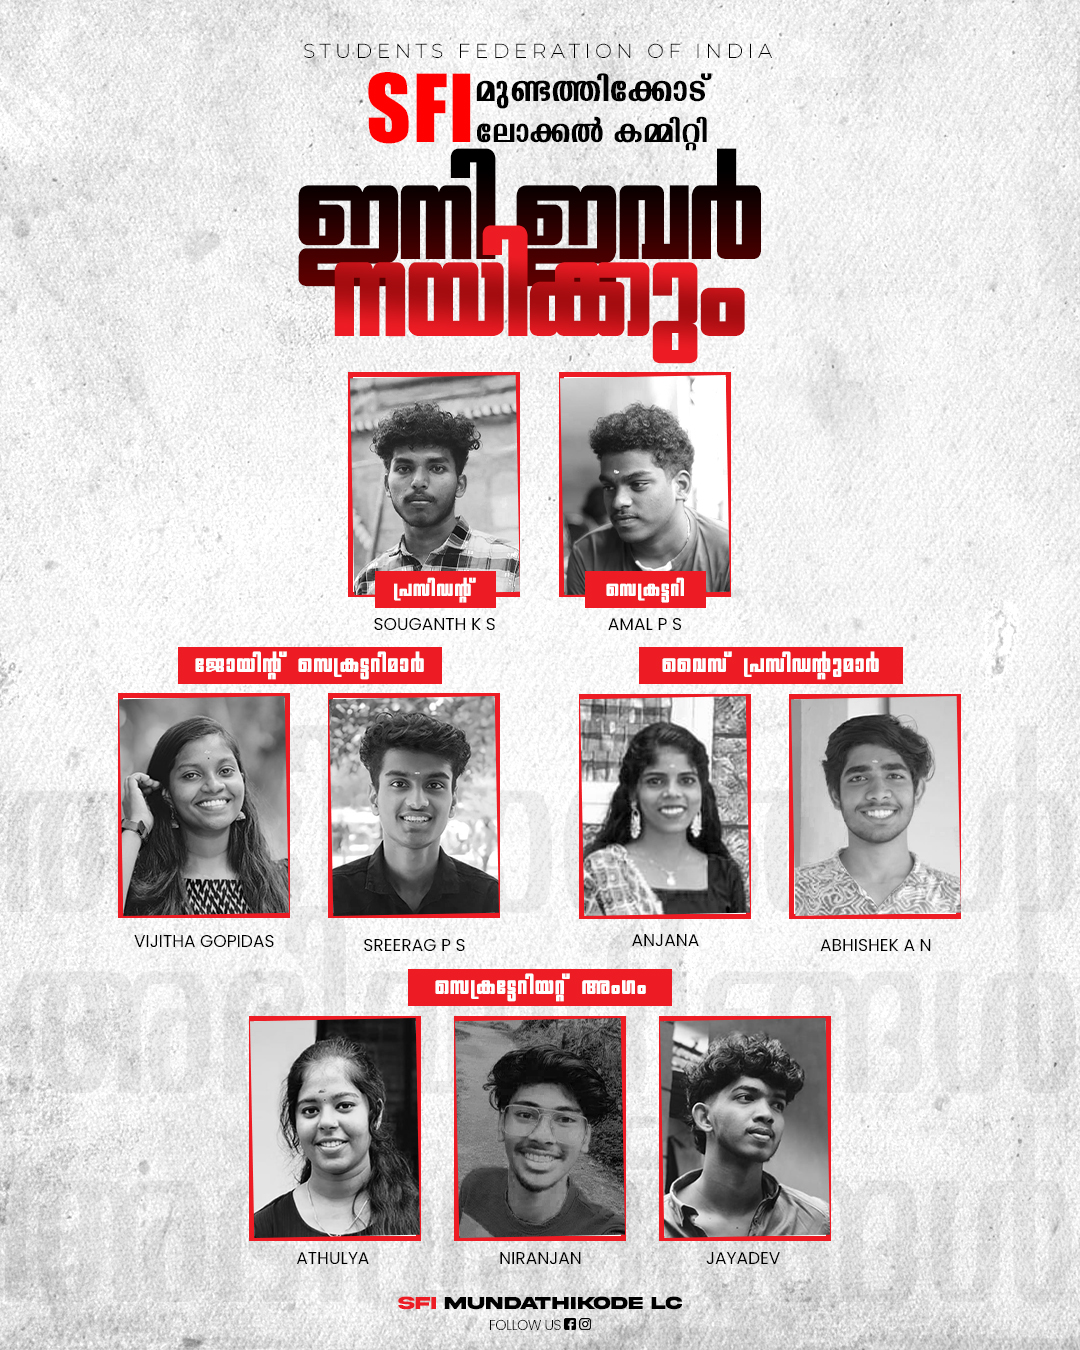 STUDENTS FEDERATION OF INDIA
SFI മുണ്ടത്തിക്കോട്
ലോക്കൽ കമ്മിറ്റി
ഇനി ഇവർ
നയിക്കും
പ്രസിഡന്റ് സെക്രട്ടറി
SOUGANTH K S AMAL P S
ജോയിന്റ് സെക്രട്ടറിമാർ വൈസ് പ്രസിഡന്റുമാർ
VIJITHA GOPIDAS SREERAG P S ANJANA ABHISHEK A N
സെക്രട്ടേറിയറ്റ് അംഗം
ATHULYA NIRANJAN JAYADEV
SFI MUNDATHIKODE LC
FOLLOW US